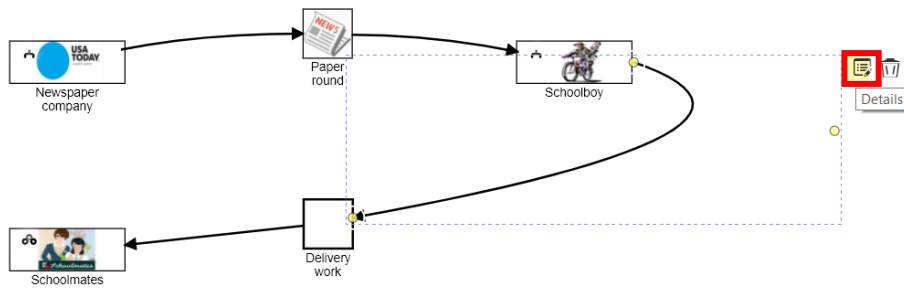 NEWS
USA
TODAY
Newspaper
company
Paper
round
Schoolboy
Details
Schoolmates
Schoolmates
Delivery
work